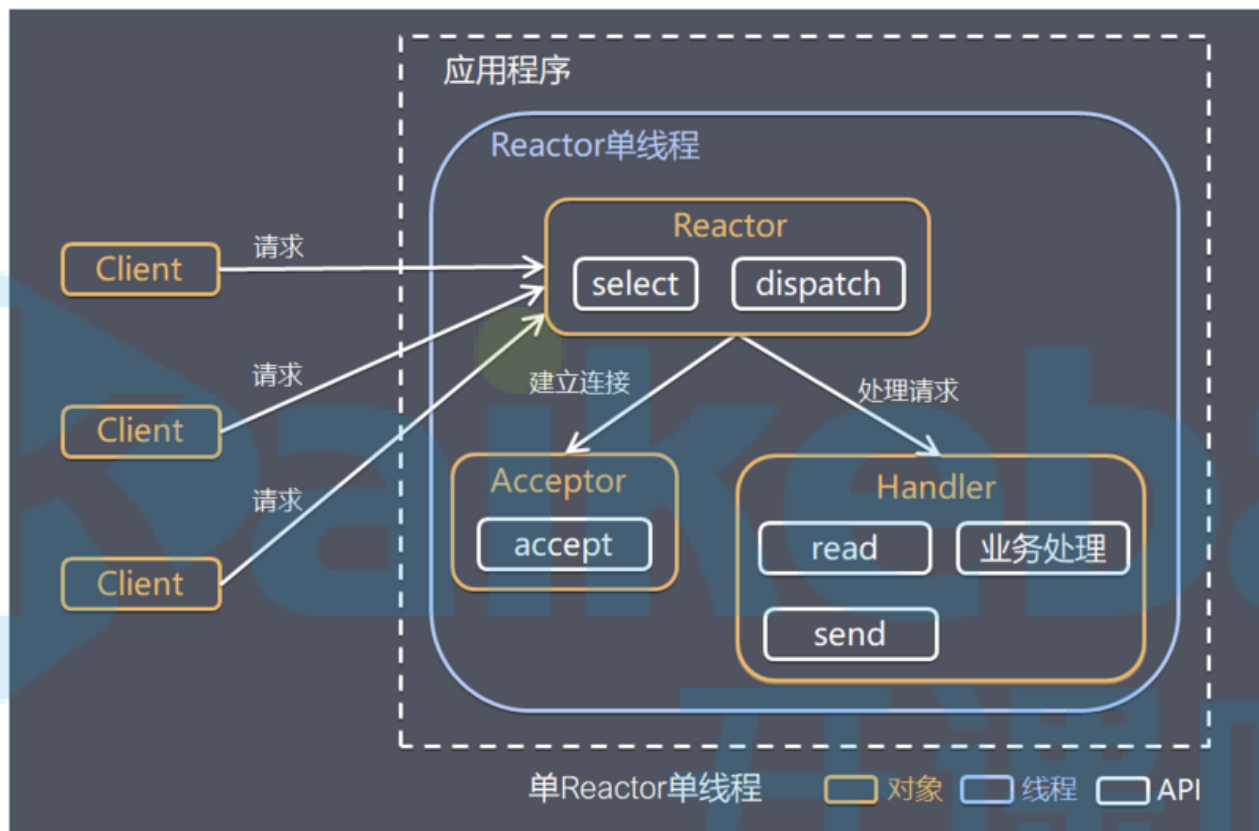 应用程序
Reactor单线程
Reactor
select
dispatch
Client
请求
Client
请求
Client
请求
建立连接
处理请求
Acceptor
accept
Handler
read
业务处理
send
单Reactor单线程
对象
线程
API